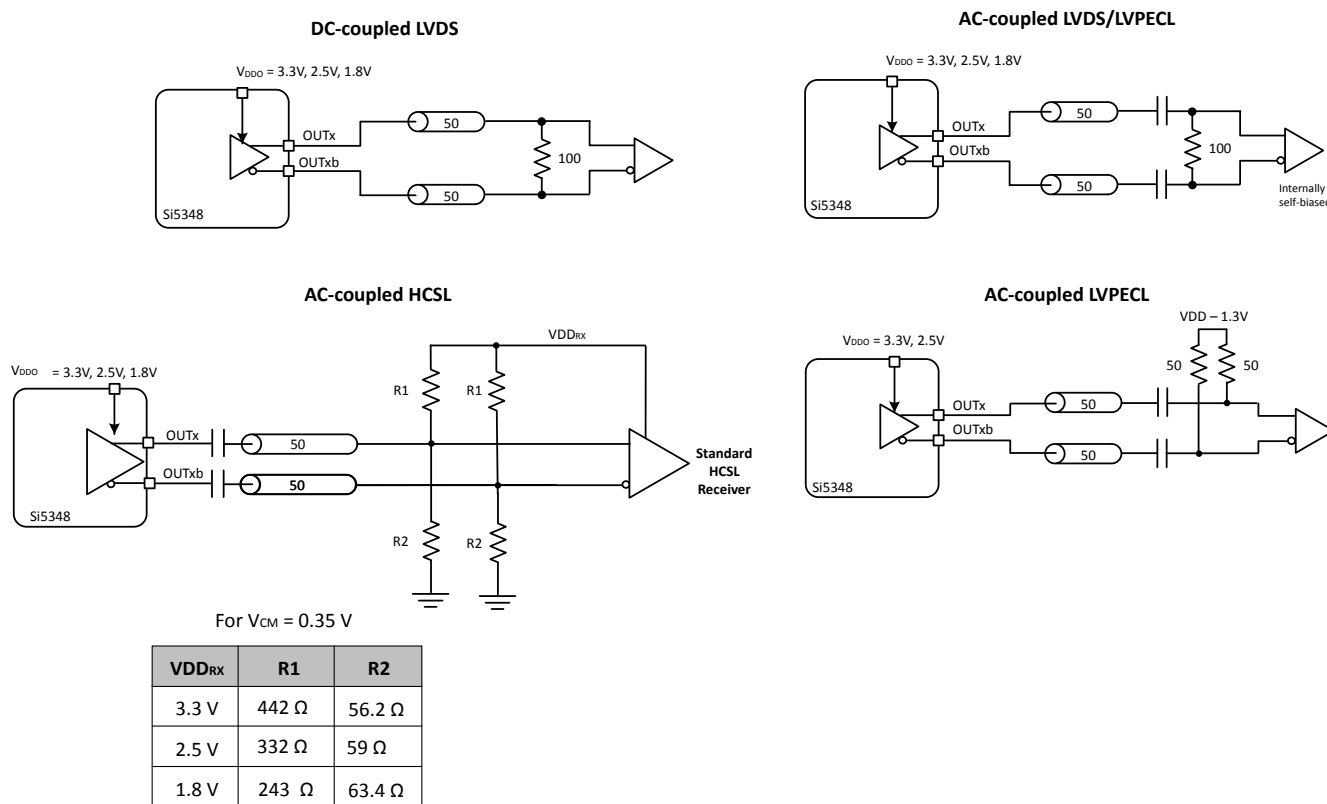 DC-coupled LVDS
VDDO = 3.3V, 2.5V, 1.8V
OUTx
OUTxb
50
50
100
Si5348
AC-coupled LVDS/LVPECL
VDDO = 3.3V, 2.5V, 1.8V
OUTx
OUTxb
50
50
100
Internally
self-biased
Si5348
AC-coupled HCSL
VDDO = 3.3V, 2.5V, 1.8V
VDDRX
R1
R1
OUTx
50
OUTxb
50
Standard
HCSL
Receiver
Si5348
R2
R2
For VCM = 0.35 V
VDDRX R1 R2
3.3 V 442 Ω 56.2 Ω
2.5 V 332 Ω 59 Ω
1.8 V 243 Ω 63.4 Ω
AC-coupled LVPECL
VDD – 1.3V
VDDO = 3.3V, 2.5V
50
50
OUTx
50
OUTxb
50
Si5348